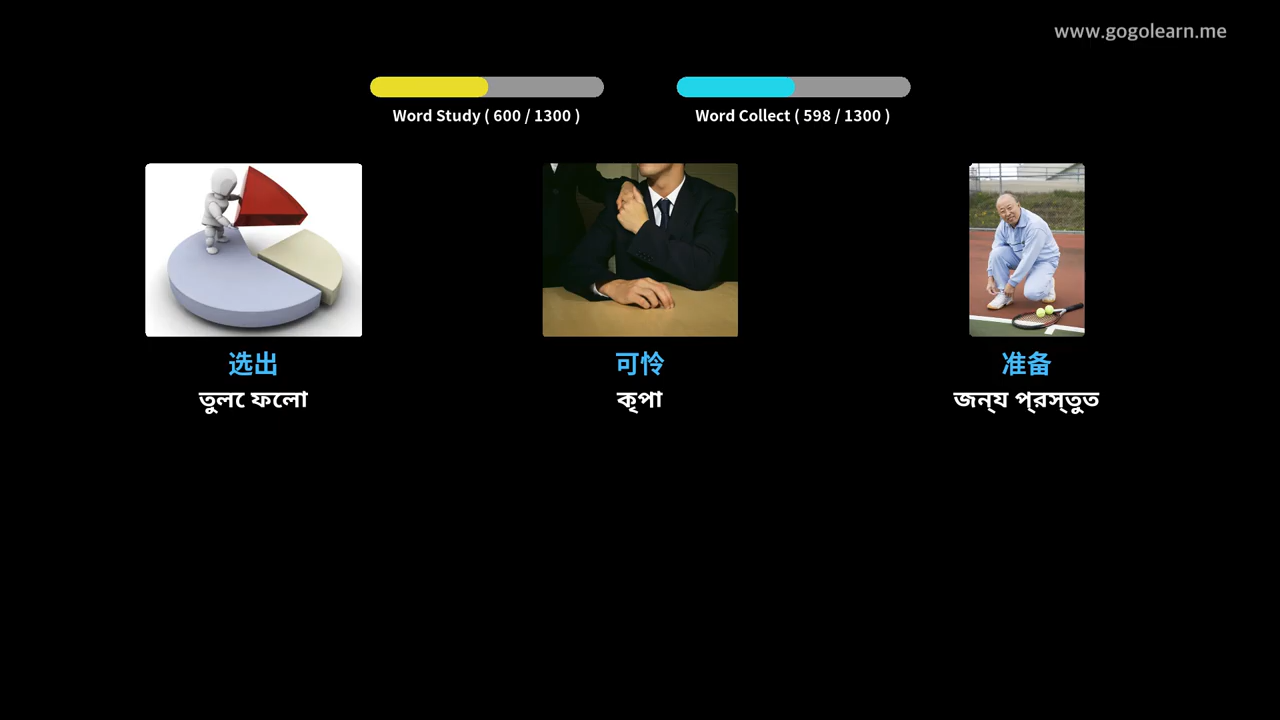 www.gogolearn.me
Word Study ( 600 / 1300 )
Word Collect ( 598 / 1300 )
选出
可怜
准备
তুলে ফেলো
কৃপা
জন্য প্রস্তুত